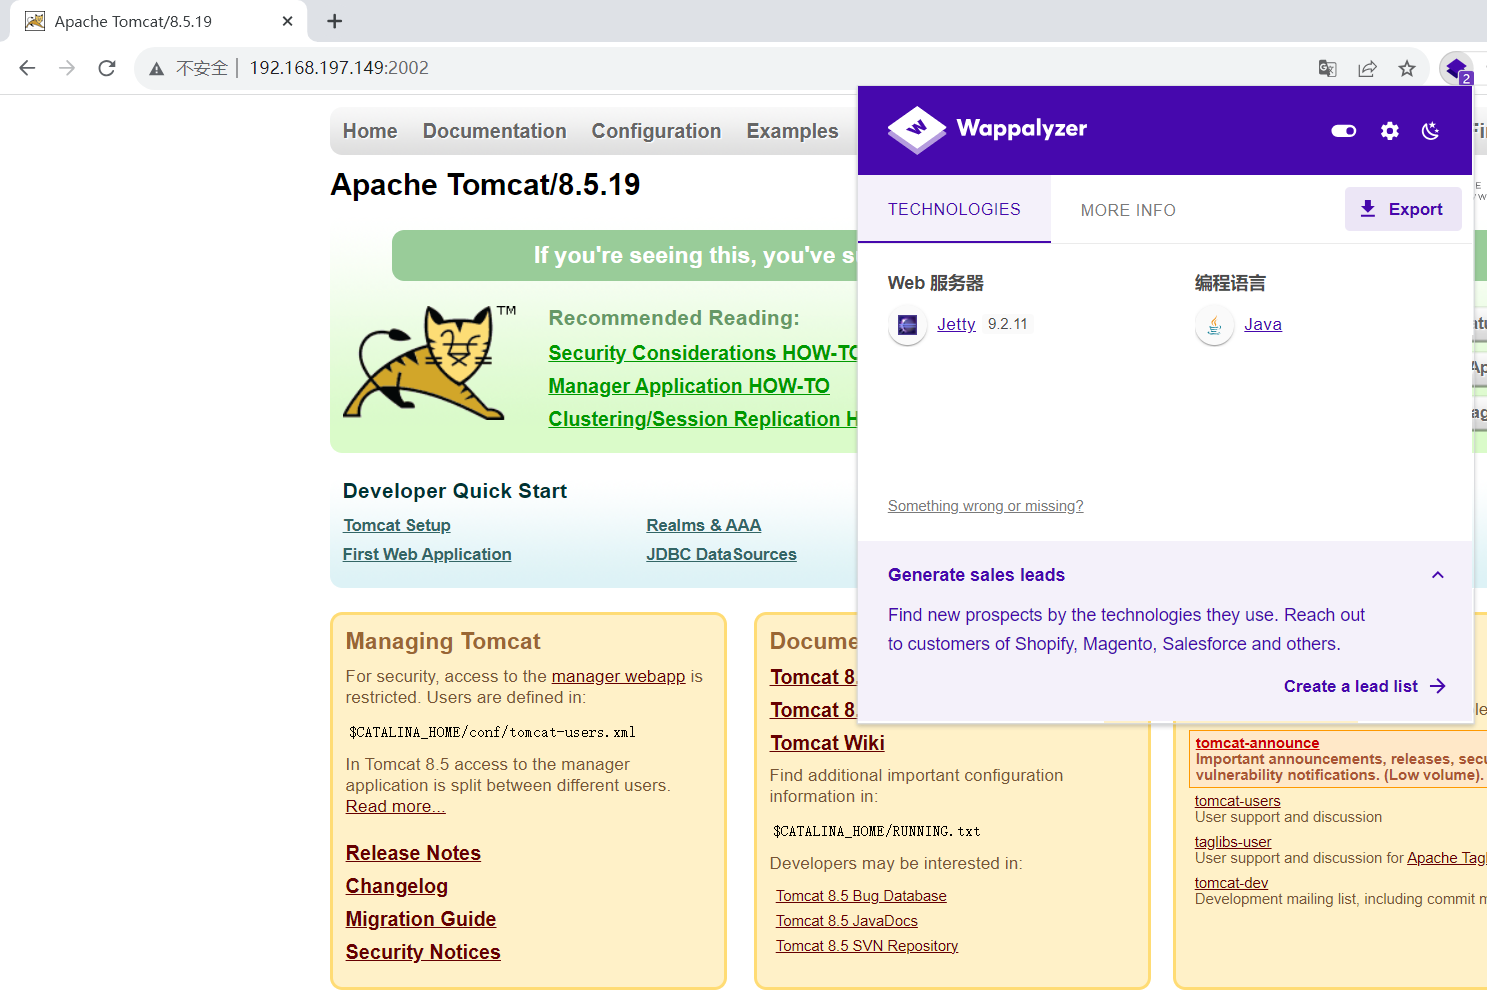 Apache Tomcat/8.5.19
不安全 192.168.197.149:2002
2
Home Documentation Configuration Examples
Apache Tomcat/8.5.19
If you're seeing this, you've
TM
Recommended Reading:
Security Considerations HOW-TO
Manager Application HOW-TO
Clustering/Session Replication H
Developer Quick Start
Tomcat Setup
First Web Application
Realms & AAA
JDBC DataSources
Wappalyzer
TECHNOLOGIES MORE INFO Export
Web 服务器
Jetty 9.2.11
编程语言
Java
Something wrong or missing?
Generate sales leads
Find new prospects by the technologies they use. Reach out
to customers of Shopify, Magento, Salesforce and others.
Create a lead list
Managing Tomcat
For security, access to the manager webapp is
restricted. Users are defined in:
$CATALINA_HOME/conf/tomcat-users.xml
In Tomcat 8.5 access to the manager
application is split between different users.
Read more...
Release Notes
Changelog
Migration Guide
Security Notices
Docume
Tomcat 8.
Tomcat 8.
Tomcat Wiki
Find additional important configuration
information in:
$CATALINA_HOME/RUNNING.txt
Developers may be interested in:
Tomcat 8.5 Bug Database
Tomcat 8.5 JavaDocs
Tomcat 8.5 SVN Repository
tomcat-announce
Important announcements, releases, secu
vulnerability notifications. (Low volume).
tomcat-users
User support and discussion
taglibs-user
User support and discussion for Apache Tagl
tomcat-dev
Development mailing list, including commit m